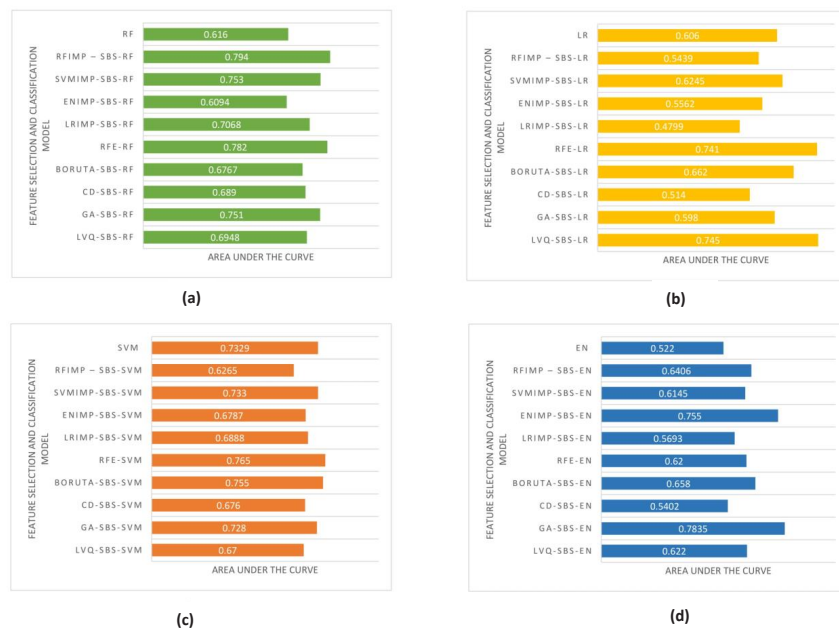 FEATURE SELECTION AND CLASSIFICATION
MODEL
RF
0.616
RFIMP – SBS-RF
0.794
SVMIMP-SBS-RF
0.753
ENIMP-SBS-RF
0.6094
LRIMP-SBS-RF
0.7068
RFE-RF
0.782
BORUTA-SBS-RF
0.6767
CD-SBS-RF
0.689
GA-SBS-RF
0.751
LVQ-SBS-RF
0.6948
AREA UNDER THE CURVE
(a)
FEATURE SELECTION AND CLASSIFICATION
MODEL
LR
0.606
RFIMP – SBS-LR
0.5439
SVMIMP-SBS-LR
0.6245
ENIMP-SBS-LR
0.5562
LRIMP-SBS-LR
0.4799
RFE-LR
0.741
BORUTA-SBS-LR
0.662
CD-SBS-LR
0.514
GA-SBS-LR
0.598
LVQ-SBS-LR
0.745
AREA UNDER THE CURVE
(b)
FEATURE SELECTION AND CLASSIFICATION
MODEL
SVM
0.7329
RFIMP – SBS-SVM
0.6265
SVMIMP-SBS-SVM
0.733
ENIMP-SBS-SVM
0.6787
LRIMP-SBS-SVM
0.6888
RFE-SVM
0.765
BORUTA-SBS-SVM
0.755
CD-SBS-SVM
0.676
GA-SBS-SVM
0.728
LVQ-SBS-SVM
0.67
AREA UNDER THE CURVE
(c)
FEATURE SELECTION AND CLASSIFICATION
MODEL
EN
0.522
RFIMP – SBS-EN
0.6406
SVMIMP-SBS-EN
0.6145
ENIMP-SBS-EN
0.755
LRIMP-SBS-EN
0.5693
RFE-EN
0.62
BORUTA-SBS-EN
0.658
CD-SBS-EN
0.5402
GA-SBS-EN
0.7835
LVQ-SBS-EN
0.622
AREA UNDER THE CURVE
(d)